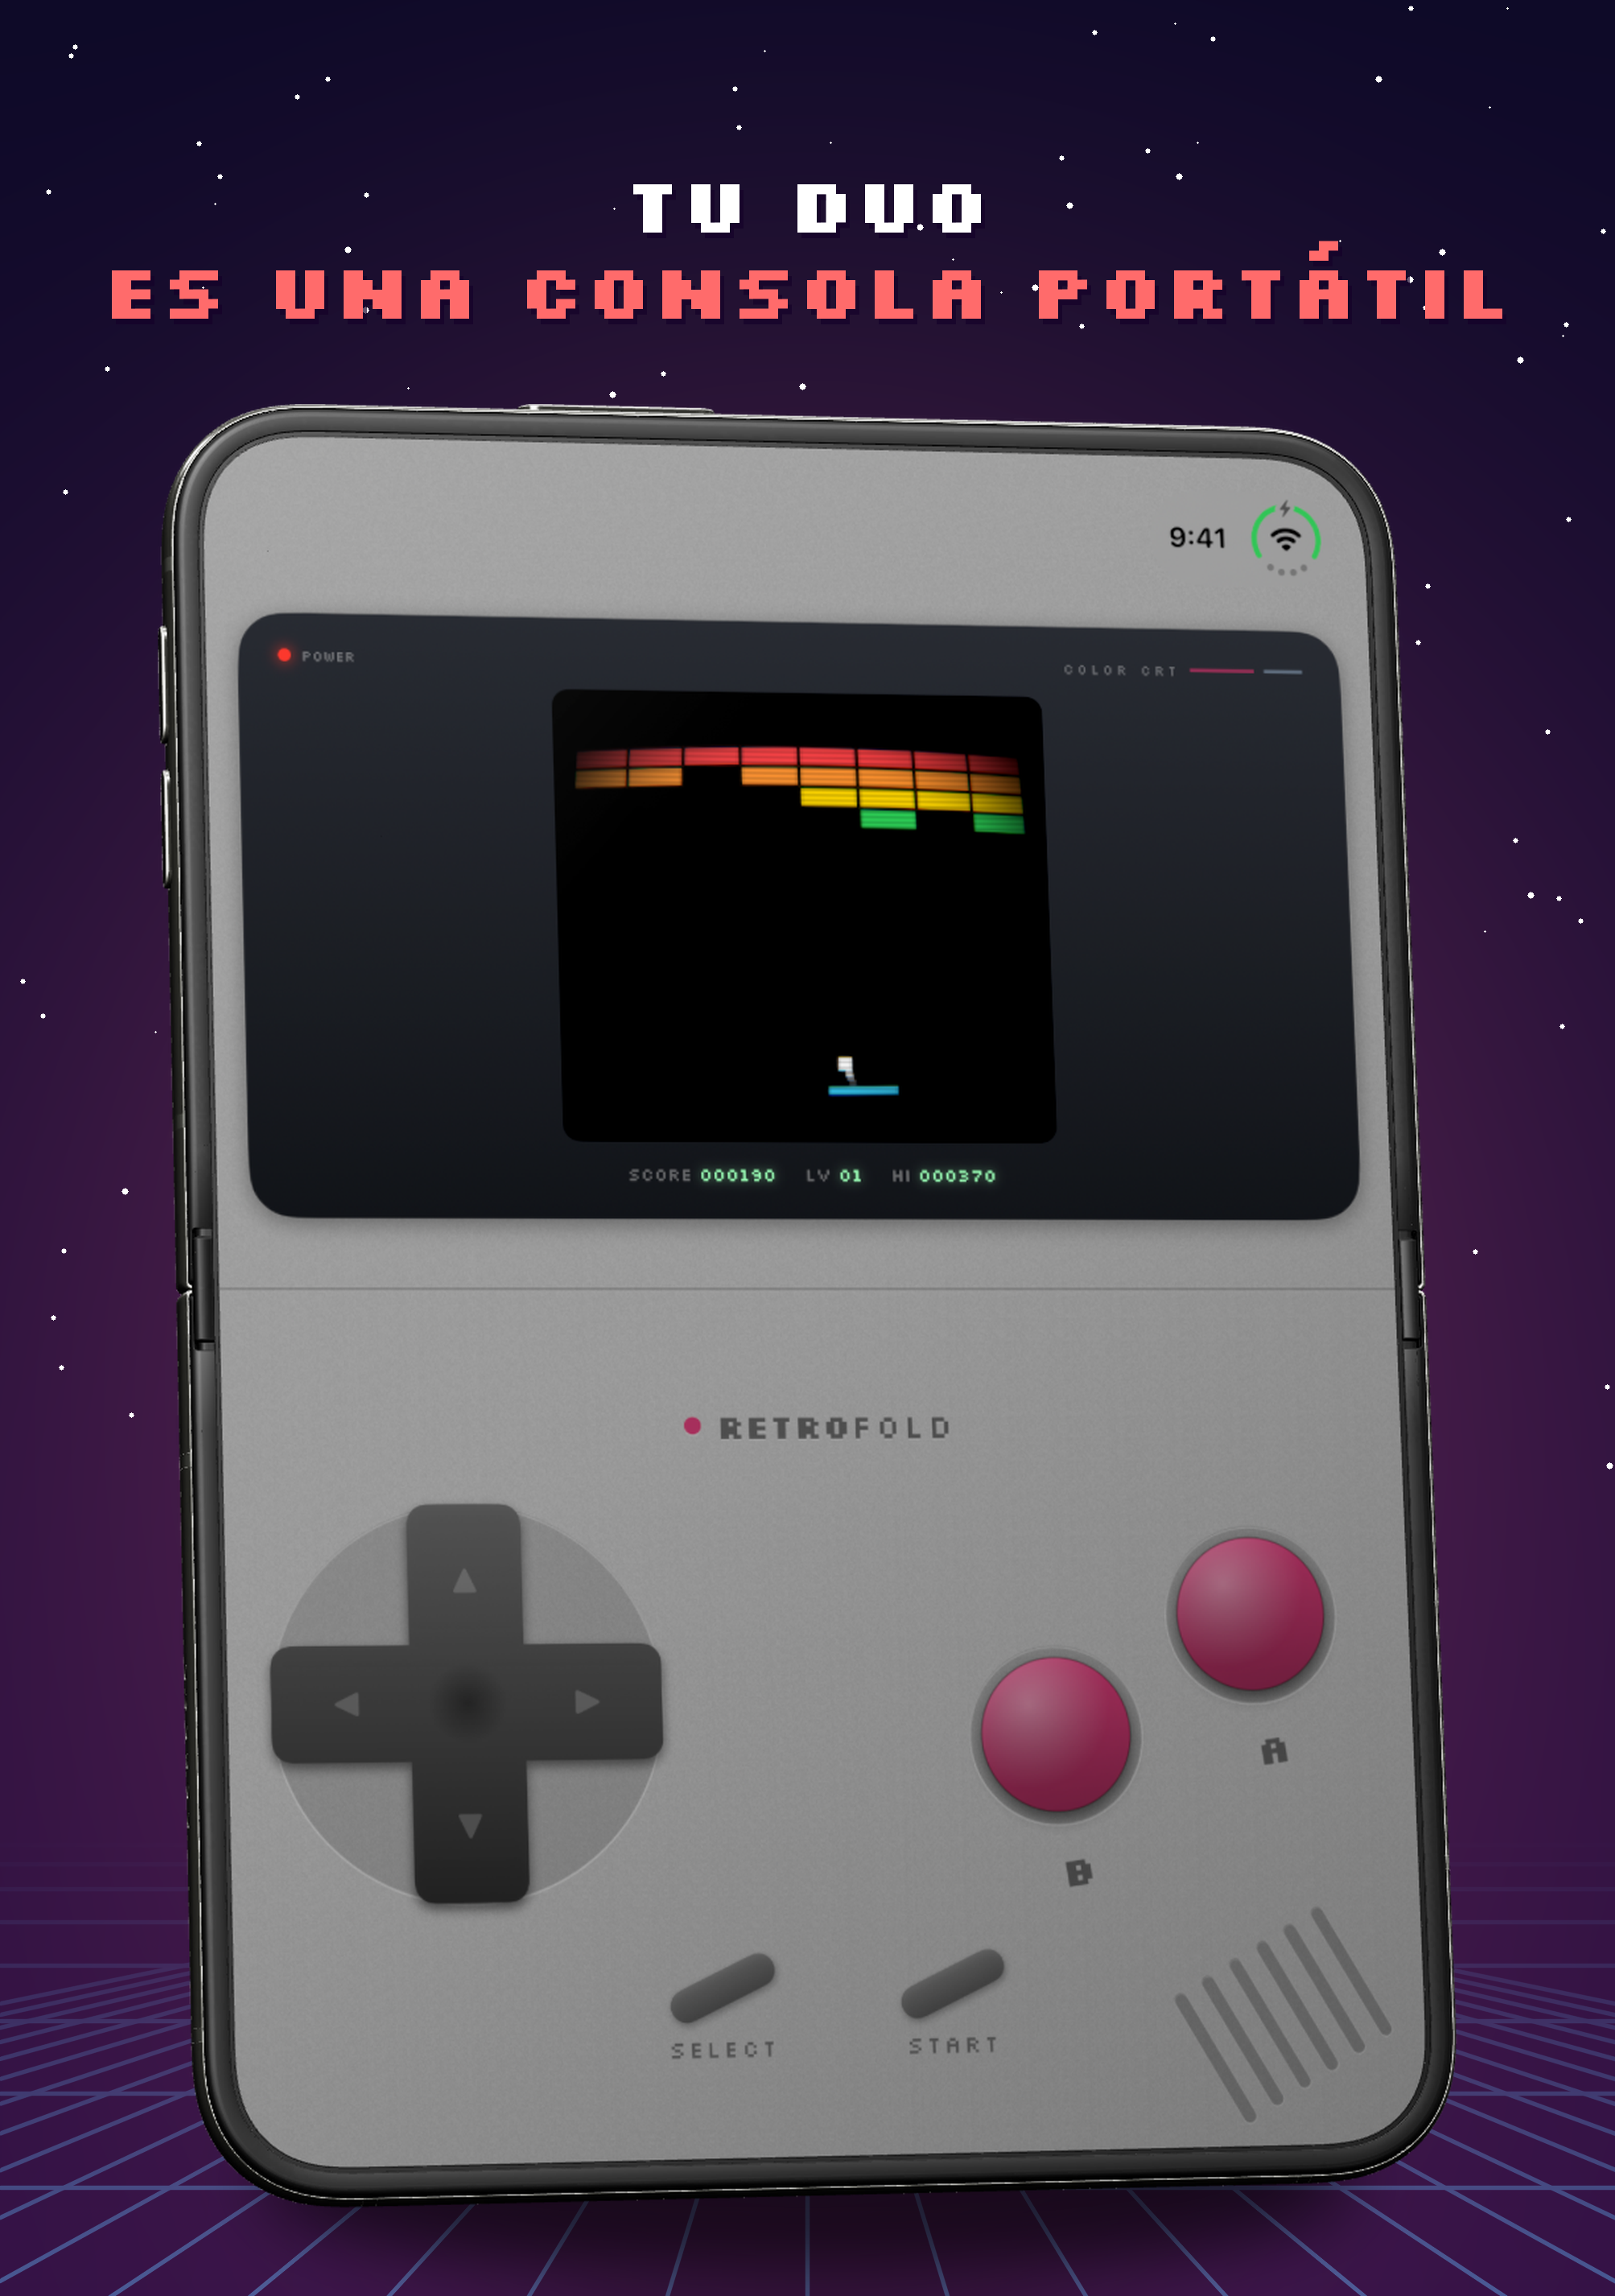 TU DUO
ES UNA CONSOLA PORTÁTIL
9:41
POWER
COLOR CRT
SCORE 000190 LV 01 HI 000370
RETROFOLD
A
B
SELECT
START